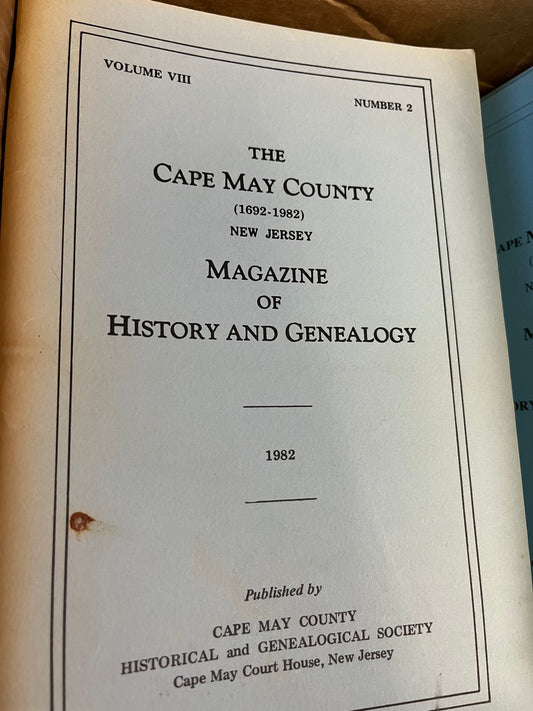 VOLUME VIII
NUMBER 2
THE
CAPE MAY COUNTY
(1692-1982)
NEW JERSEY
MAGAZINE
OF
HISTORY AND GENEALOGY
1982
Published by
CAPE MAY COUNTY
HISTORICAL and GENEALOGICAL SOCIETY
Cape May Court House, New Jersey